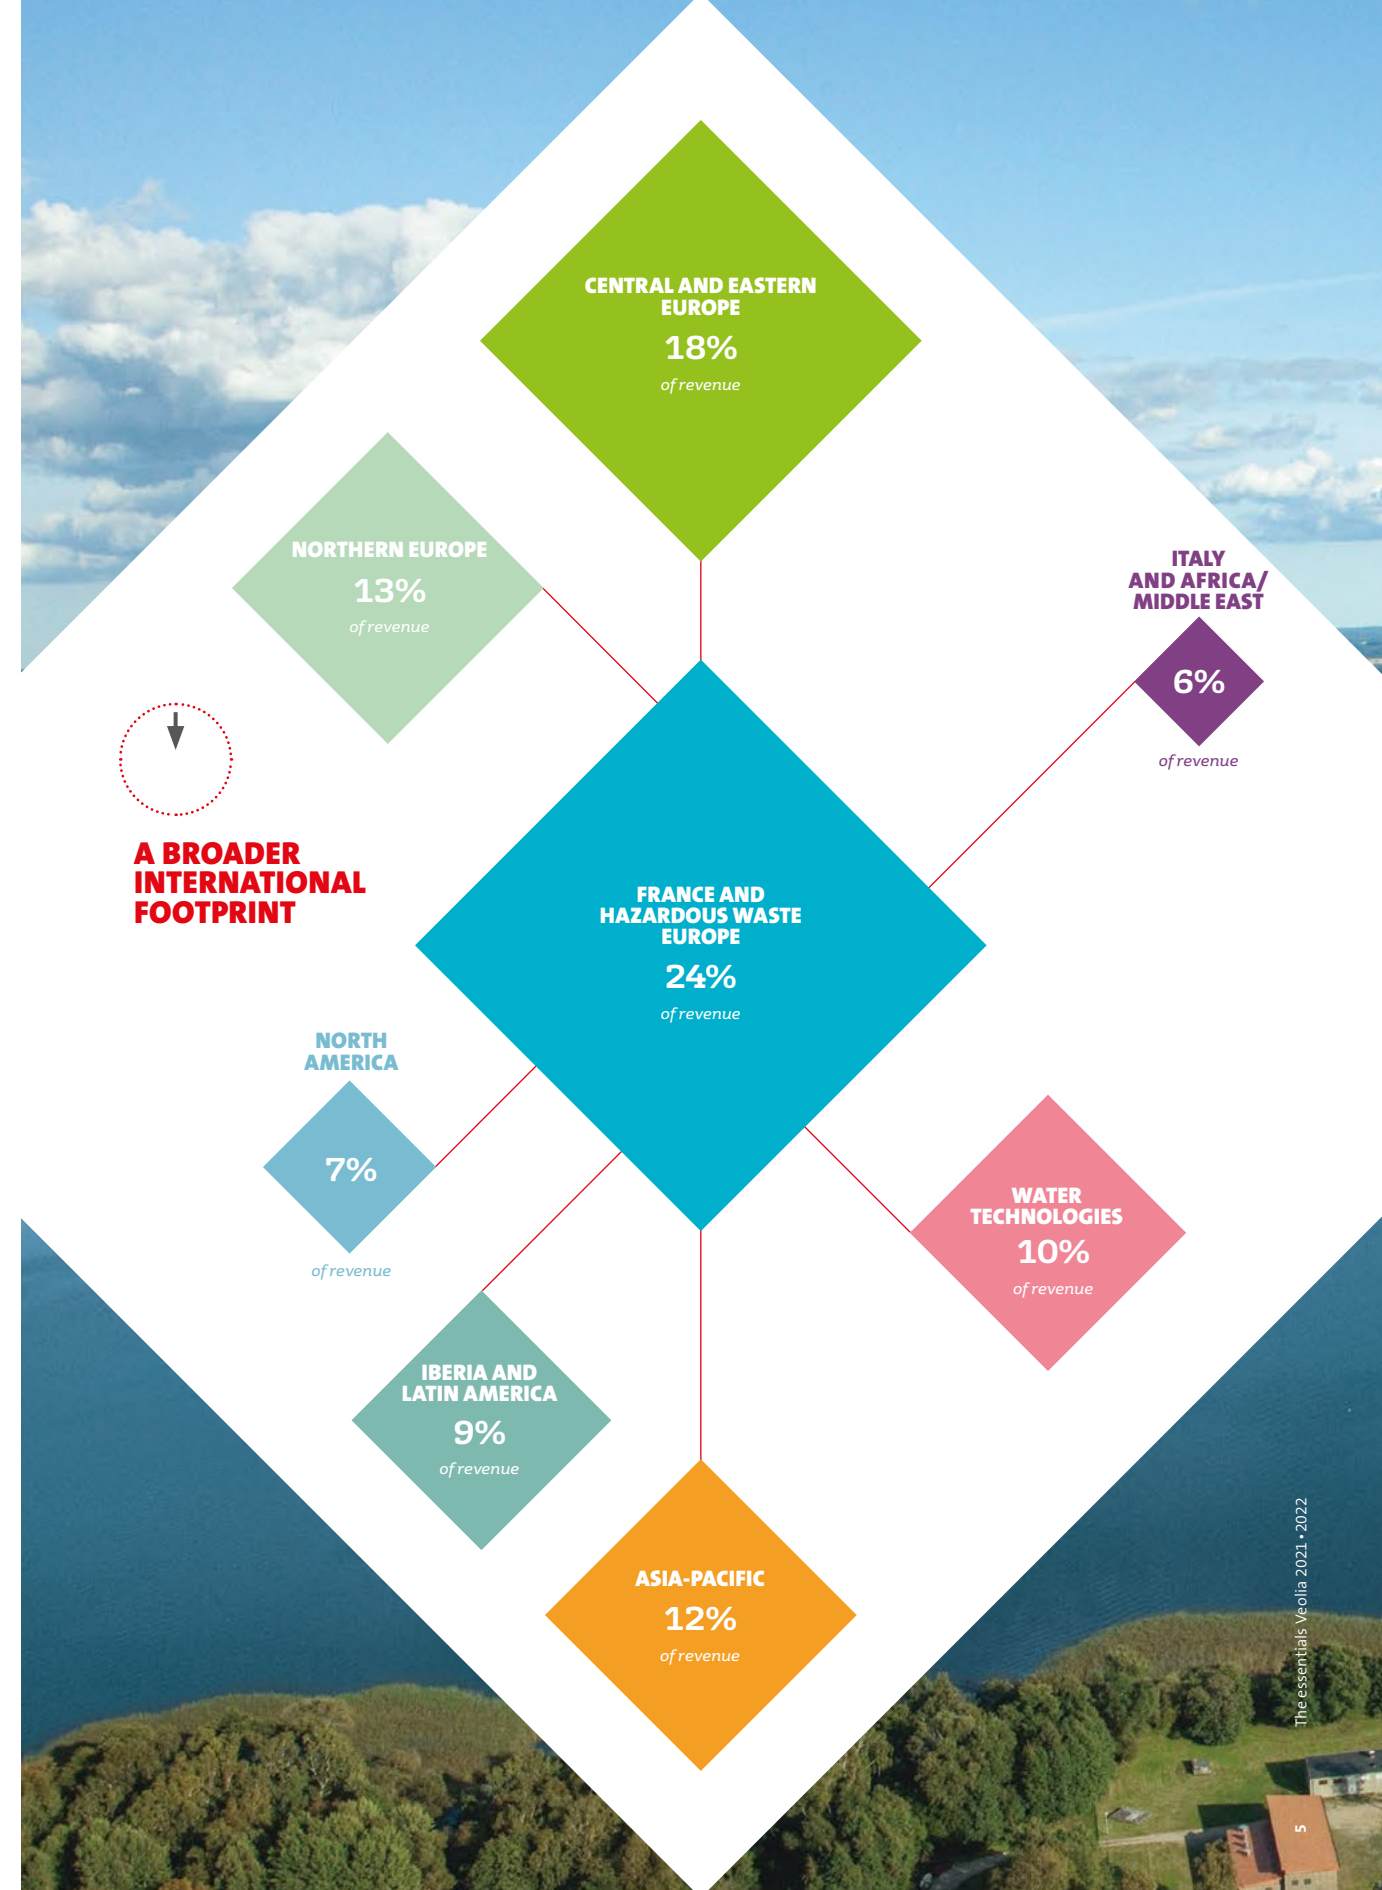 CENTRAL AND EASTERN
EUROPE
18%
of revenue
NORTHERN EUROPE
13%
of revenue
ITALY
AND AFRICA/
MIDDLE EAST
6%
of revenue
A BROADER
INTERNATIONAL
FOOTPRINT
FRANCE AND
HAZARDOUS WASTE
EUROPE
24%
of revenue
NORTH
AMERICA
7%
of revenue
WATER
TECHNOLOGIES
10%
of revenue
IBERIA AND
LATIN AMERICA
9%
of revenue
ASIA-PACIFIC
12%
of revenue
The essentials Veolia 2021 • 2022
5